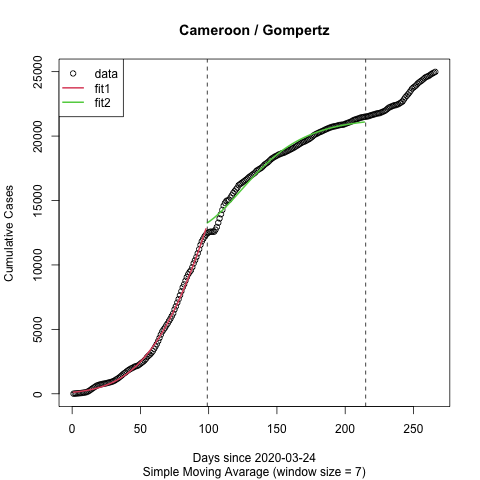 Cameroon / Gompertz
data
fit1
fit2
Cumulative Cases
25000
20000
15000
10000
5000
0
0 50 100 150 200 250
Days since 2020-03-24
Simple Moving Avarage (window size = 7)